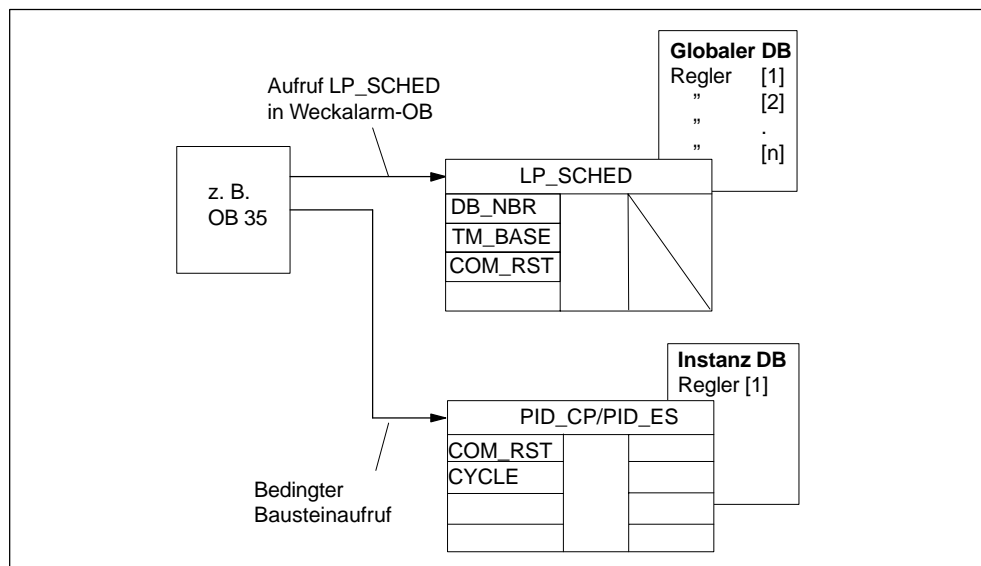 Globaler DB
Regler [1]
” [2]
” .
” [n]
Aufruf LP_SCHED
in Weckalarm-OB
z. B.
OB 35
LP_SCHED
DB_NBR
TM_BASE
COM_RST
Instanz DB
Regler [1]
PID_CP/PID_ES
COM_RST
CYCLE
Bedingter
Bausteinaufruf